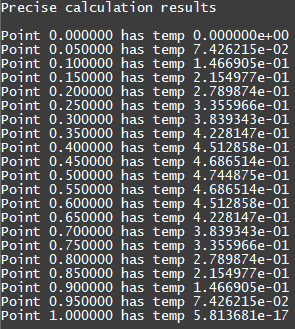 Precise calculation results
Point 0.000000 has temp 0.000000e+00
Point 0.050000 has temp 7.426215e-02
Point 0.100000 has temp 1.466905e-01
Point 0.150000 has temp 2.154977e-01
Point 0.200000 has temp 2.789874e-01
Point 0.250000 has temp 3.355966e-01
Point 0.300000 has temp 3.839343e-01
Point 0.350000 has temp 4.228147e-01
Point 0.400000 has temp 4.512858e-01
Point 0.450000 has temp 4.686514e-01
Point 0.500000 has temp 4.744875e-01
Point 0.550000 has temp 4.686514e-01
Point 0.600000 has temp 4.512858e-01
Point 0.650000 has temp 4.228147e-01
Point 0.700000 has temp 3.839343e-01
Point 0.750000 has temp 3.355966e-01
Point 0.800000 has temp 2.789874e-01
Point 0.850000 has temp 2.154977e-01
Point 0.900000 has temp 1.466905e-01
Point 0.950000 has temp 7.426215e-02
Point 1.000000 has temp 5.813681e-17